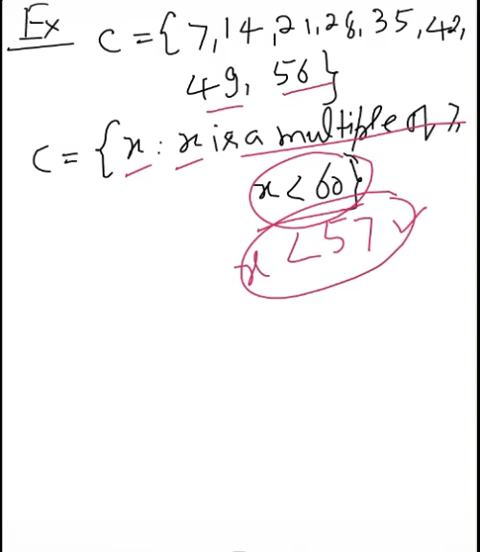 Ex C = {7, 14, 21, 28, 35, 42,
49, 56}
C = {x : x is a multiple of 7,
x < 60}
x < 57 ✓